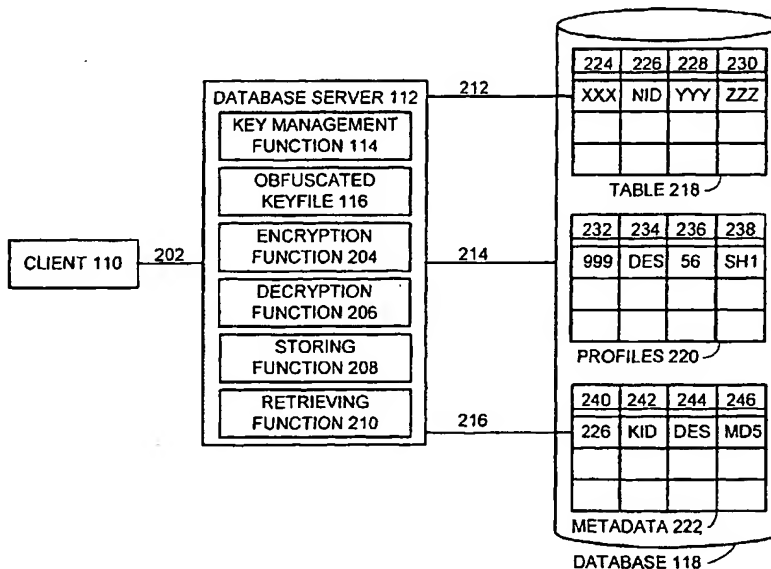 CLIENT 110
202
DATABASE SERVER 112
KEY MANAGEMENT
FUNCTION 114
OBFUSCATED
KEYFILE 116
ENCRYPTION
FUNCTION 204
DECRYPTION
FUNCTION 206
STORING
FUNCTION 208
RETRIEVING
FUNCTION 210
212
214
216
224 226 228 230
XXX NID YYY ZZZ
TABLE 218
232 234 236 238
999 DES 56 SH1
PROFILES 220
240 242 244 246
226 KID DES MD5
METADATA 222
DATABASE 118